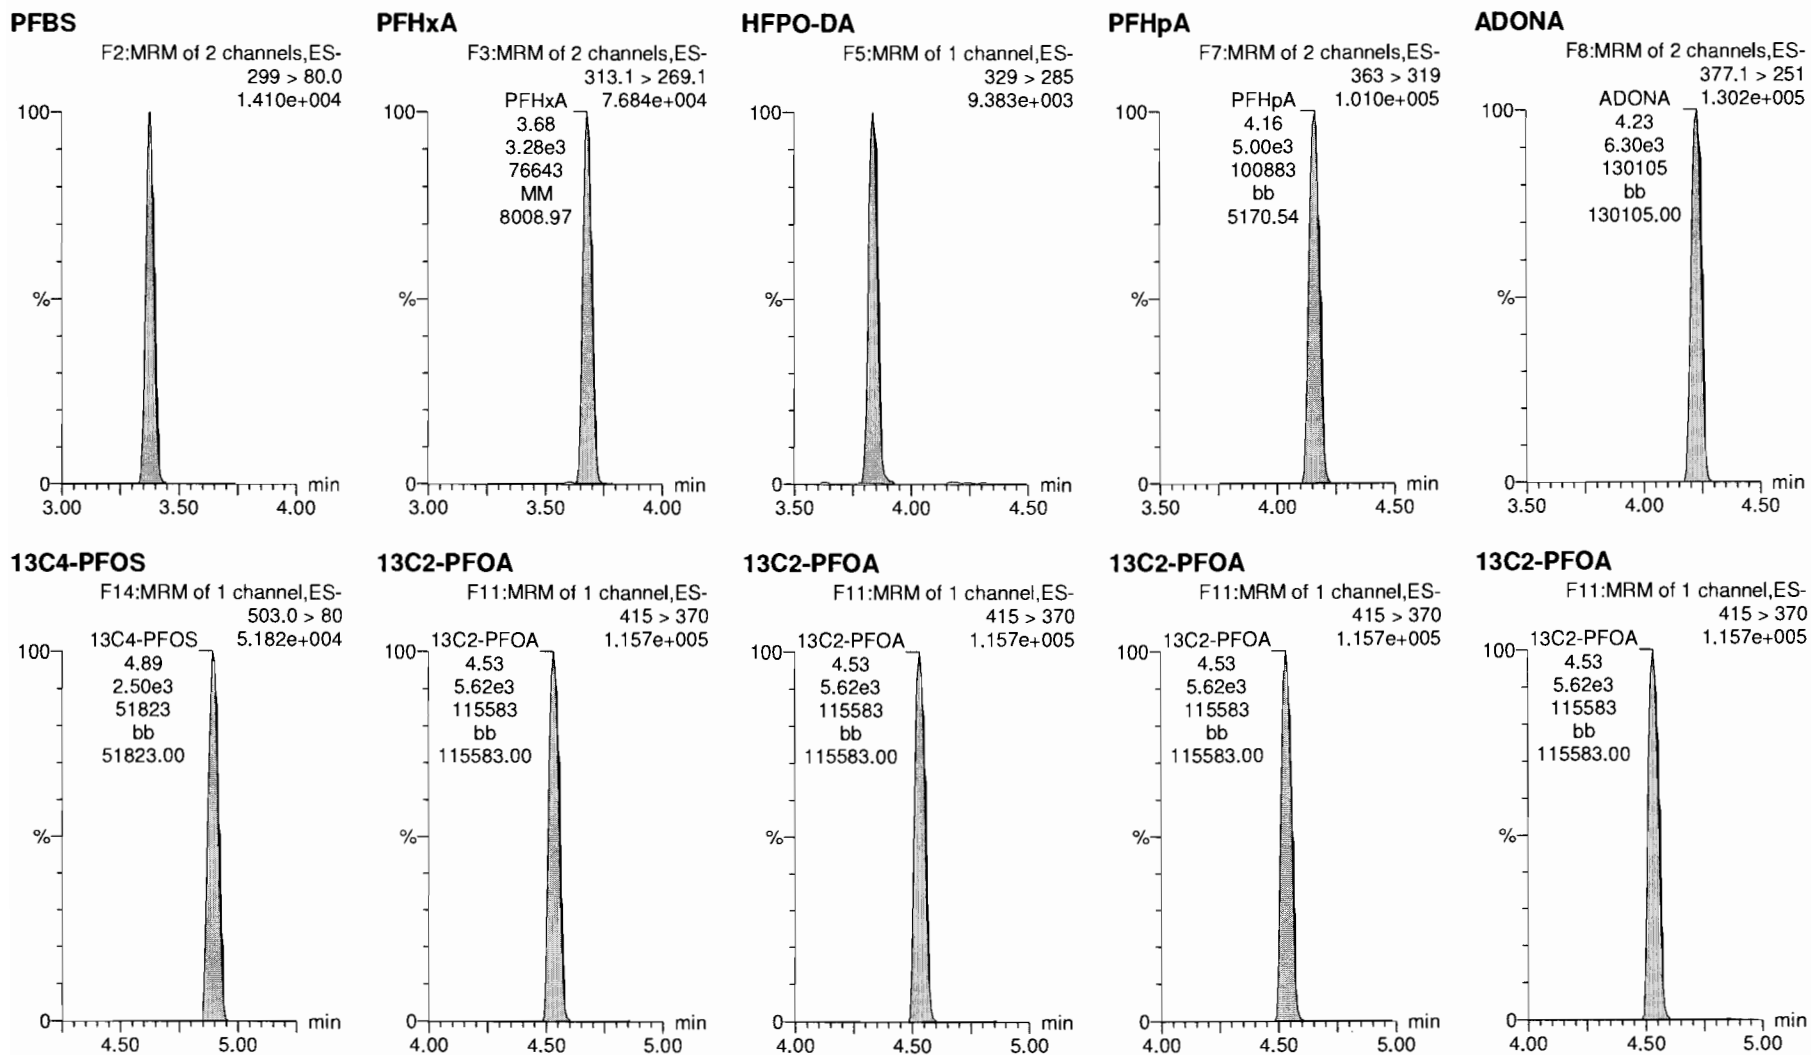 PFBS
F2:MRM of 2 channels,ES-
299 > 80.0
1.410e+004
100
%
0
min
3.00 3.50 4.00
PFHxA
F3:MRM of 2 channels,ES-
313.1 > 269.1
7.684e+004
PFHxA
3.68
3.28e3
76643
MM
8008.97
100
%
0
min
3.00 3.50 4.00
HFPO-DA
F5:MRM of 1 channel,ES-
329 > 285
9.383e+003
100
%
0
min
3.50 4.00 4.50
PFHpA
F7:MRM of 2 channels,ES-
363 > 319
1.010e+005
PFHpA
4.16
5.00e3
100883
bb
5170.54
100
%
0
min
3.50 4.00 4.50
ADONA
F8:MRM of 2 channels,ES-
377.1 > 251
1.302e+005
ADONA
4.23
6.30e3
130105
bb
130105.00
100
%
0
min
3.50 4.00 4.50
13C4-PFOS
F14:MRM of 1 channel,ES-
503.0 > 80
5.182e+004
13C4-PFOS
4.89
2.50e3
51823
bb
51823.00
100
%
0
min
4.50 5.00
13C2-PFOA
F11:MRM of 1 channel,ES-
415 > 370
1.157e+005
13C2-PFOA
4.53
5.62e3
115583
bb
115583.00
100
%
0
min
4.00 4.50 5.00
13C2-PFOA
F11:MRM of 1 channel,ES-
415 > 370
1.157e+005
13C2-PFOA
4.53
5.62e3
115583
bb
115583.00
100
%
0
min
4.00 4.50 5.00
13C2-PFOA
F11:MRM of 1 channel,ES-
415 > 370
1.157e+005
13C2-PFOA
4.53
5.62e3
115583
bb
115583.00
100
%
0
min
4.00 4.50 5.00
13C2-PFOA
F11:MRM of 1 channel,ES-
415 > 370
1.157e+005
13C2-PFOA
4.53
5.62e3
115583
bb
115583.00
100
%
0
min
4.00 4.50 5.00